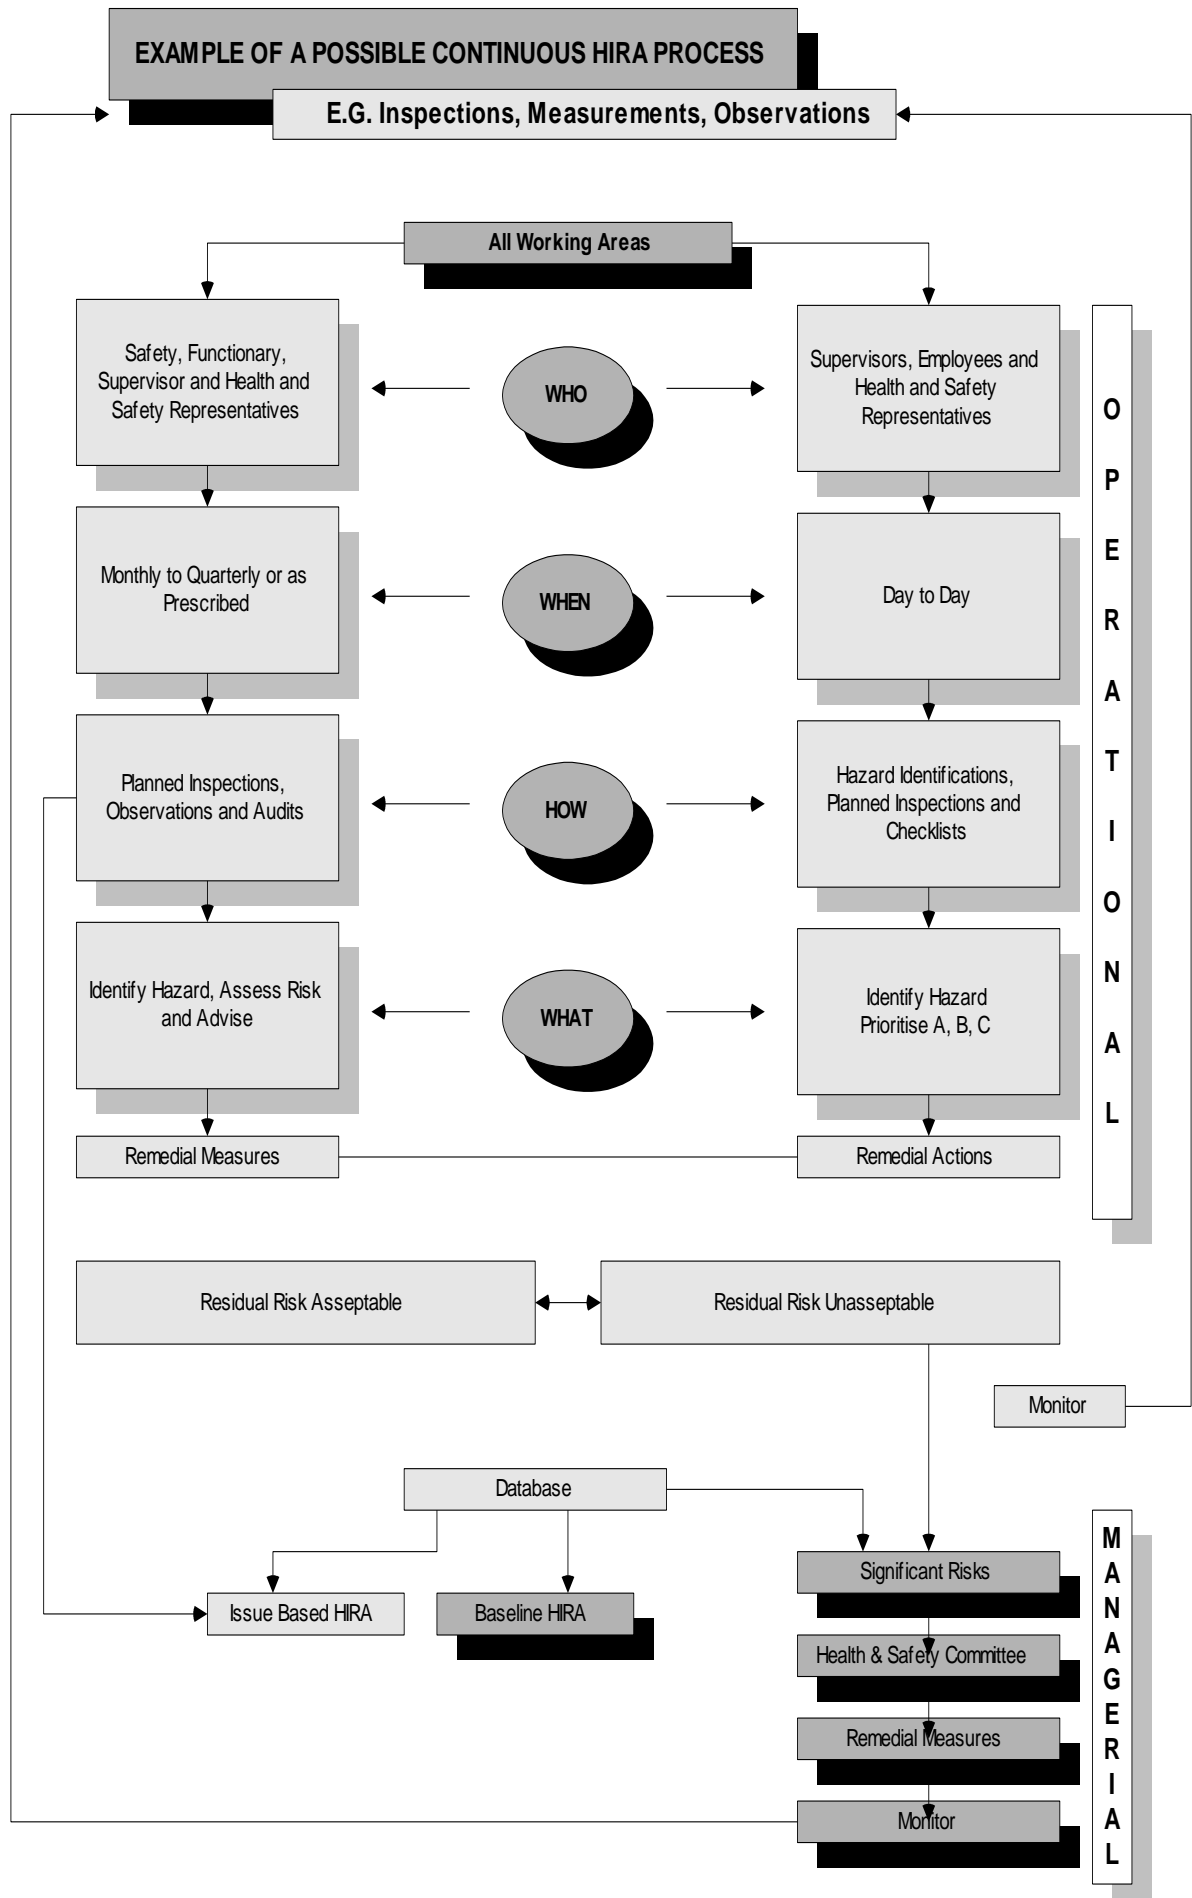 EXAMPLE OF A POSSIBLE CONTINUOUS HIRA PROCESS
E.G. Inspections, Measurements, Observations
All Working Areas
Safety, Functionary,
Supervisor and Health and
Safety Representatives
WHO
Supervisors, Employees and
Health and Safety
Representatives
Monthly to Quarterly or as
Prescribed
WHEN
Day to Day
Planned Inspections,
Observations and Audits
HOW
Hazard Identifications,
Planned Inspections and
Checklists
Identify Hazard, Assess Risk
and Advise
WHAT
Identify Hazard
Prioritise A, B, C
Remedial Measures
Remedial Actions
OPERATIONAL
Residual Risk Asseptable
Residual Risk Unasseptable
Monitor
Database
Issue Based HIRA
Baseline HIRA
Significant Risks
Health & Safety Committee
Remedial Measures
Monitor
MANAGERIAL